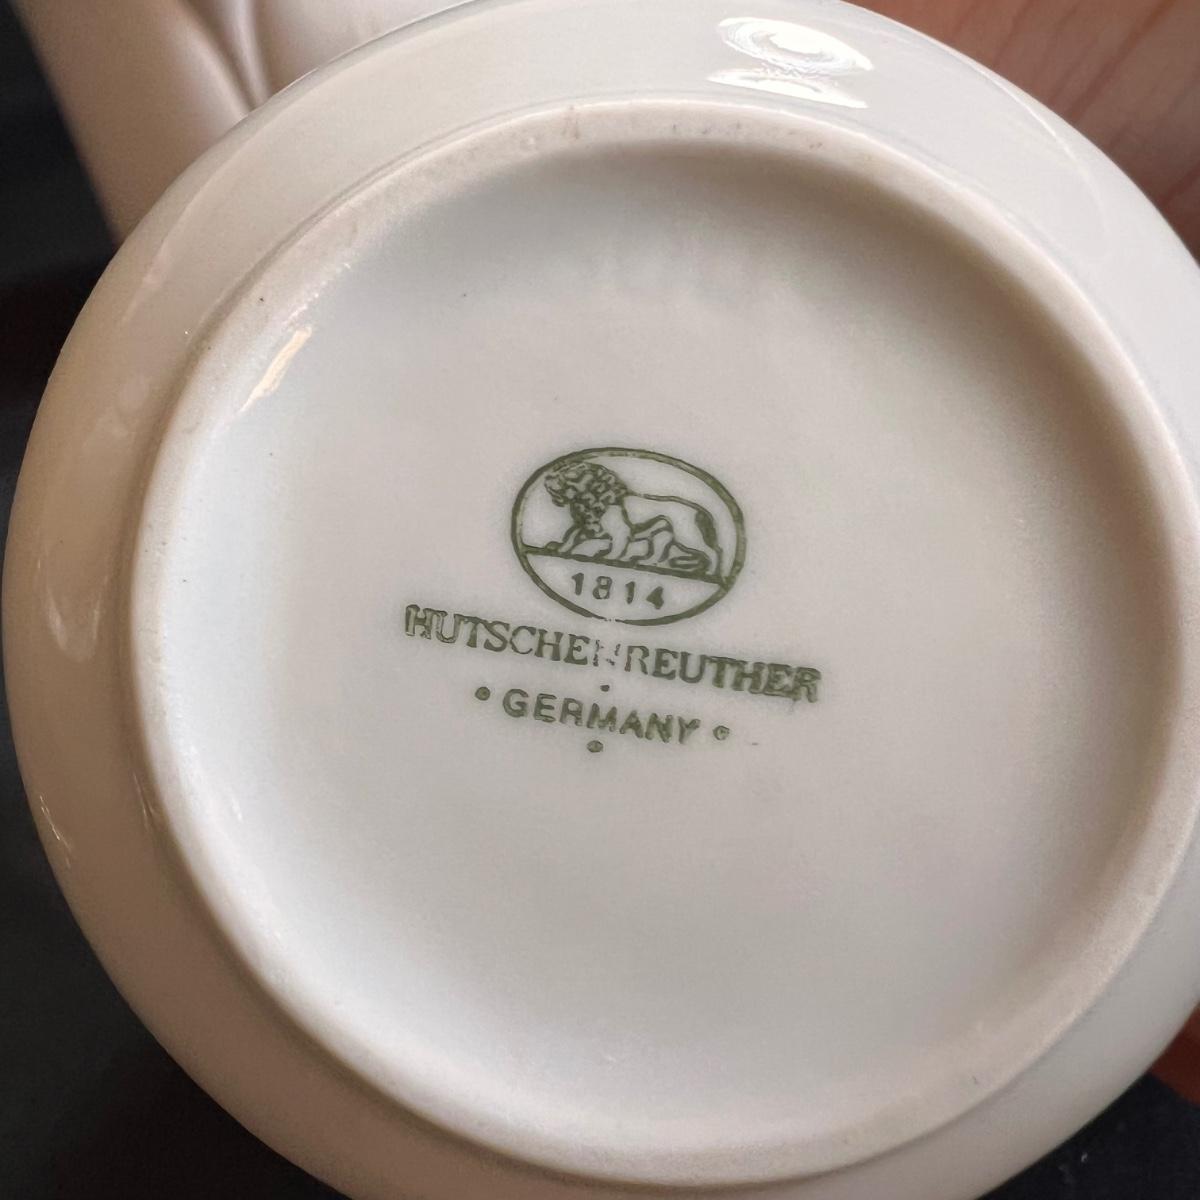 1814
HUTSCHENREUTHER
• GERMANY •